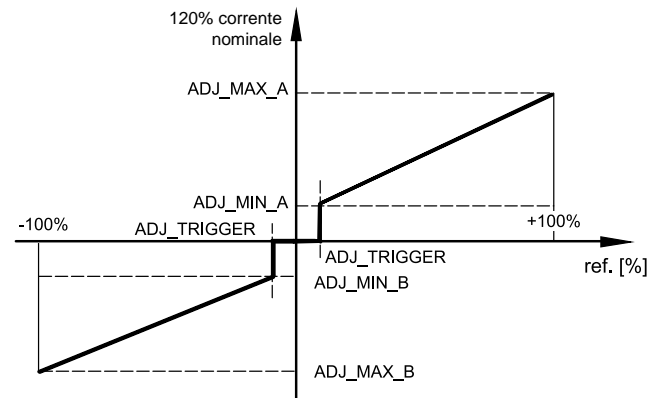 120% corrente
nominale
ADJ_MAX_A
ADJ_MIN_A
-100%
ADJ_TRIGGER
+100%
ADJ_TRIGGER
ref. [%]
ADJ_MIN_B
ADJ_MAX_B